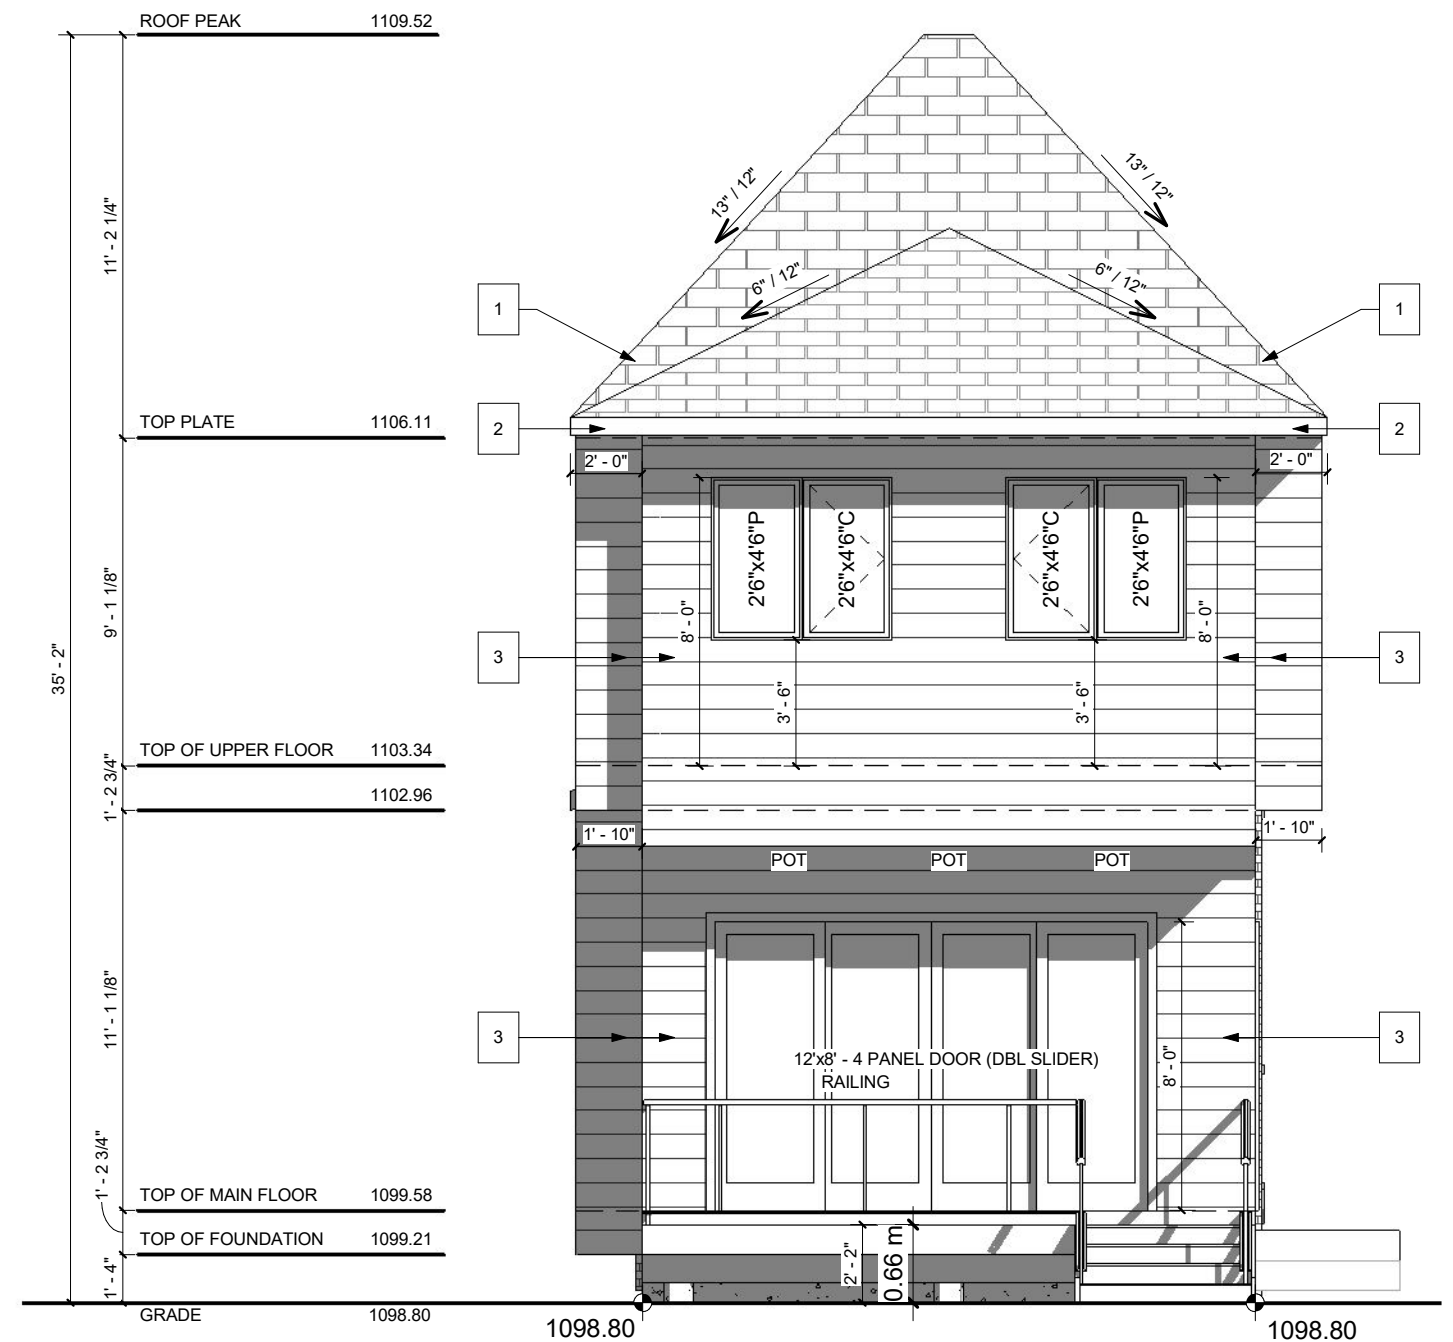 ROOF PEAK 1109.52
13" / 12"
13" / 12"
11' - 2 1/4"
6" / 12"
6" / 12"
1
1
TOP PLATE 1106.11
2
2
2' - 0"
2' - 0"
2'6"x4'6"P
2'6"x4'6"C
2'6"x4'6"C
2'6"x4'6"P
9' - 1 1/8"
8' - 0"
8' - 0"
35' - 2"
3
3
3' - 6"
3' - 6"
TOP OF UPPER FLOOR 1103.34
1' - 2 3/4"
1102.96
1' - 10"
1' - 10"
POT
POT
POT
11' - 1 1/8"
3
3
12'x8' - 4 PANEL DOOR (DBL SLIDER)
RAILING
8' - 0"
1' - 2 3/4"
TOP OF MAIN FLOOR 1099.58
TOP OF FOUNDATION 1099.21
2' - 2"
0.66 m
1' - 4"
GRADE 1098.80
1098.80
1098.80